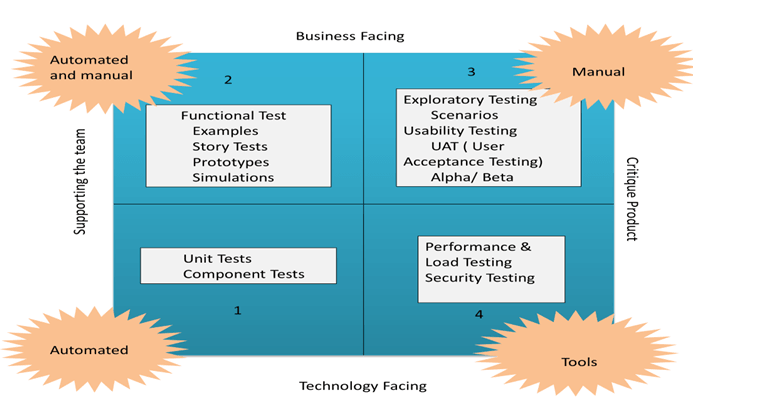 Business Facing
Automated
and manual
2
Functional Test
Examples
Story Tests
Prototypes
Simulations
3
Manual
Exploratory Testing
Scenarios
Usability Testing
UAT ( User
Acceptance Testing)
Alpha/ Beta
Supporting the team
Critique Product
Unit Tests
Component Tests
1
Automated
Performance &
Load Testing
Security Testing
4
Tools
Technology Facing